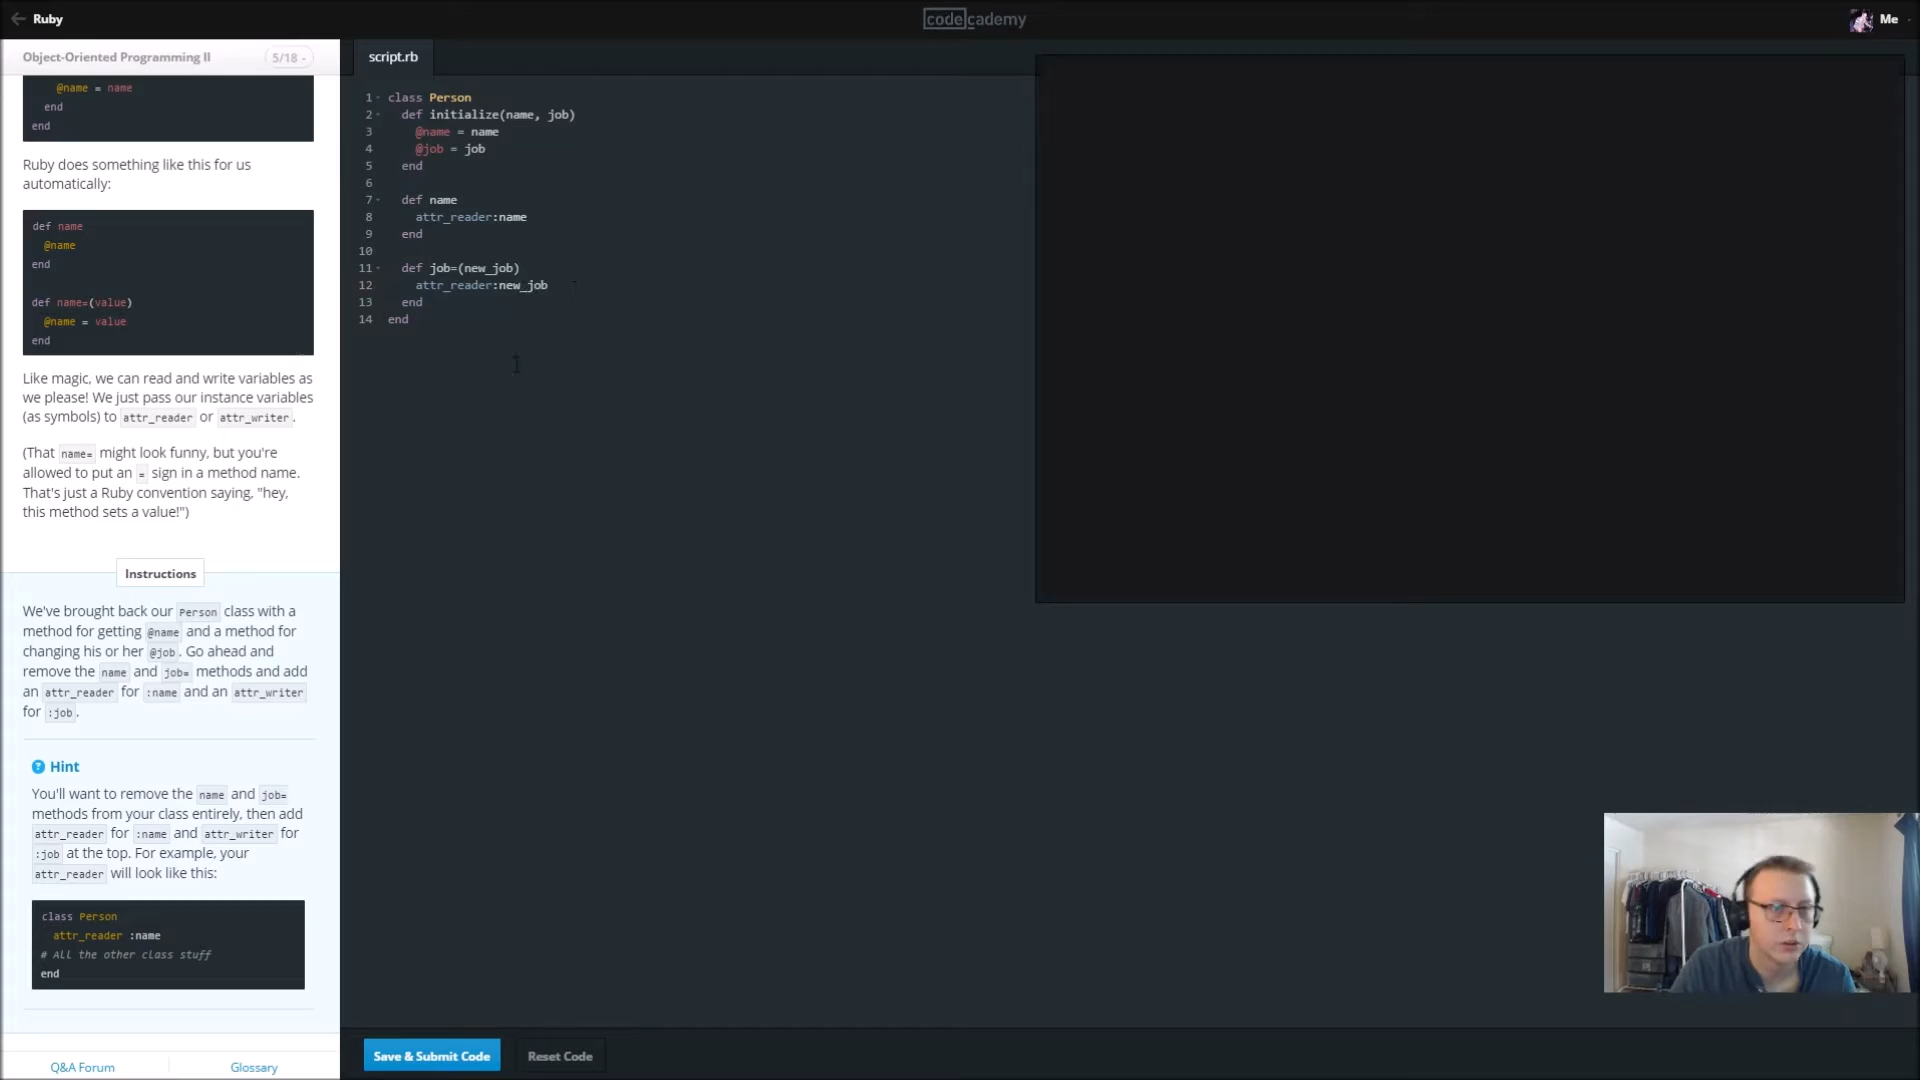 Ruby
codecademy
Me
Object-Oriented Programming II
5/18
@name = name
end
end
Ruby does something like this for us
automatically:
def name
@name
end
def name=(value)
@name = value
end
Like magic, we can read and write variables as
we please! We just pass our instance variables
(as symbols) to attr_reader or attr_writer.
(That name= might look funny, but you're
allowed to put an = sign in a method name.
That's just a Ruby convention saying, "hey,
this method sets a value!")
Instructions
We've brought back our Person class with a
method for getting @name and a method for
changing his or her @job. Go ahead and
remove the name and job= methods and add
an attr_reader for :name and an attr_writer
for :job.
Hint
You'll want to remove the name and job=
methods from your class entirely, then add
attr_reader for :name and attr_writer for
:job at the top. For example, your
attr_reader will look like this:
class Person
attr_reader :name
# All the other class stuff
end
Q&A Forum
Glossary
script.rb
1 class Person
2 def initialize(name, job)
3 @name = name
4 @job = job
5 end
6
7 def name
8 attr_reader:name
9 end
10
11 def job=(new_job)
12 attr_reader:new_job
13 end
14 end
Save & Submit Code
Reset Code